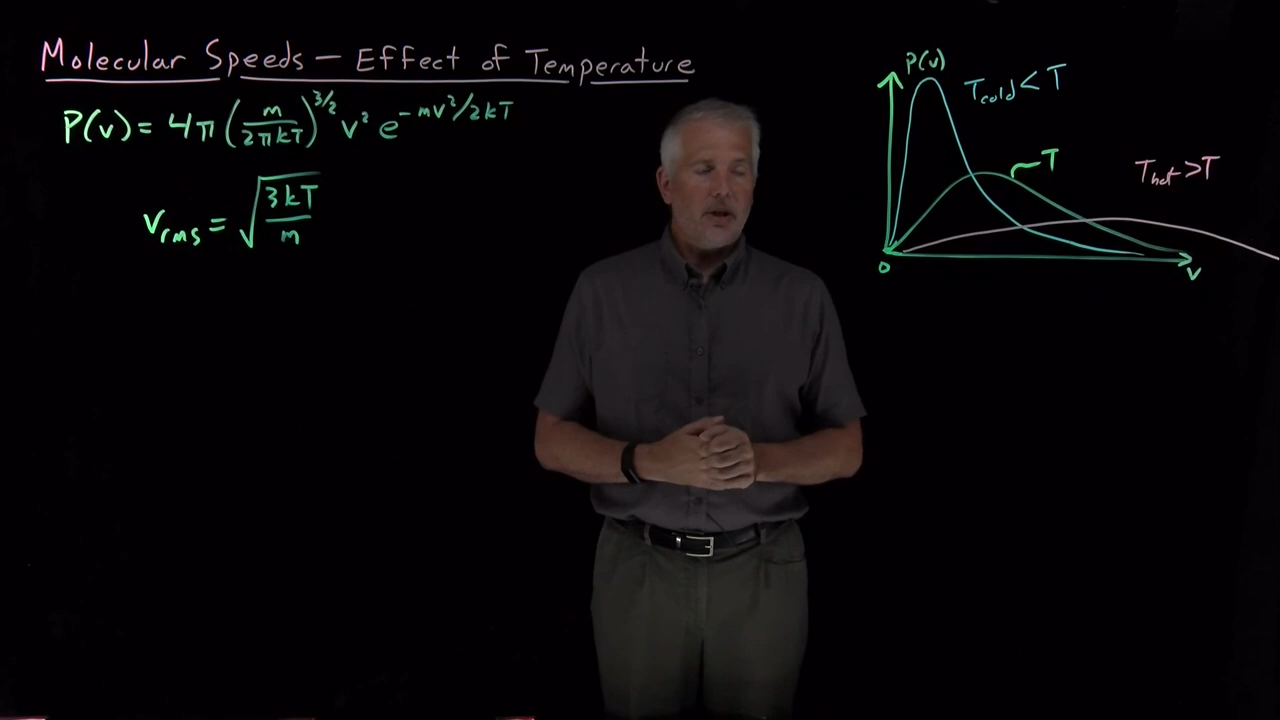 Molecular Speeds — Effect of Temperature
P(v) = 4π (m/2πkT)^3/2 v² e^-mv²/2kT
v_rms = √(3kT/m)
P(v)
T_cold < T
T
T_hot > T
0
v